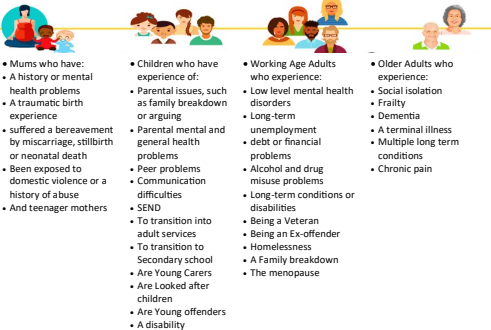 • Mums who have:
• A history or mental
health problems
• A traumatic birth
experience
• suffered a bereavement
by miscarriage, stillbirth
or neonatal death
• Been exposed to
domestic violence or a
history of abuse
• And teenager mothers
• Children who have
experience of:
• Parental issues, such
as family breakdown
or arguing
• Parental mental and
general health
problems
• Peer problems
• Communication
difficulties
• SEND
• To transition into
adult services
• To transition to
Secondary school
• Are Young Carers
• Are Looked after
children
• Are Young offenders
• A disability
• Working Age Adults
who experience:
• Low level mental health
disorders
• Long-term
unemployment
• debt or financial
problems
• Alcohol and drug
misuse problems
• Long-term conditions or
disabilities
• Being a Veteran
• Being an Ex-offender
• Homelessness
• A Family breakdown
• The menopause
• Older Adults who
experience:
• Social isolation
• Frailty
• Dementia
• A terminal illness
• Multiple long term
conditions
• Chronic pain